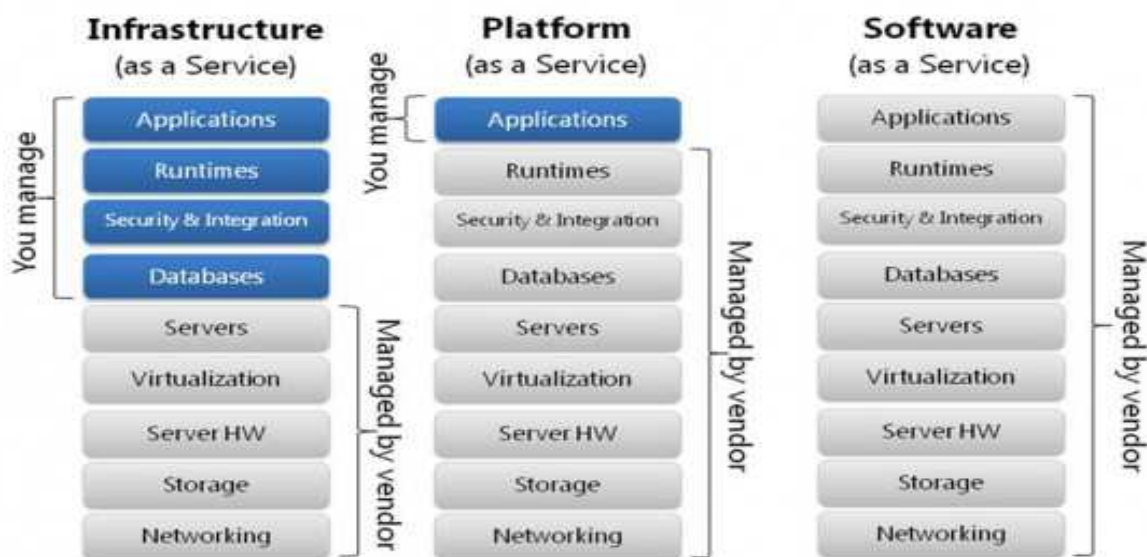 Infrastructure
(as a Service)
You manage
Applications
Runtimes
Security & Integration
Databases
Servers
Virtualization
Server HW
Storage
Networking
Managed by vendor
Platform
(as a Service)
You manage
Applications
Runtimes
Security & Integration
Databases
Servers
Virtualization
Server HW
Storage
Networking
Managed by vendor
Software
(as a Service)
Applications
Runtimes
Security & Integration
Databases
Servers
Virtualization
Server HW
Storage
Networking
Managed by vendor